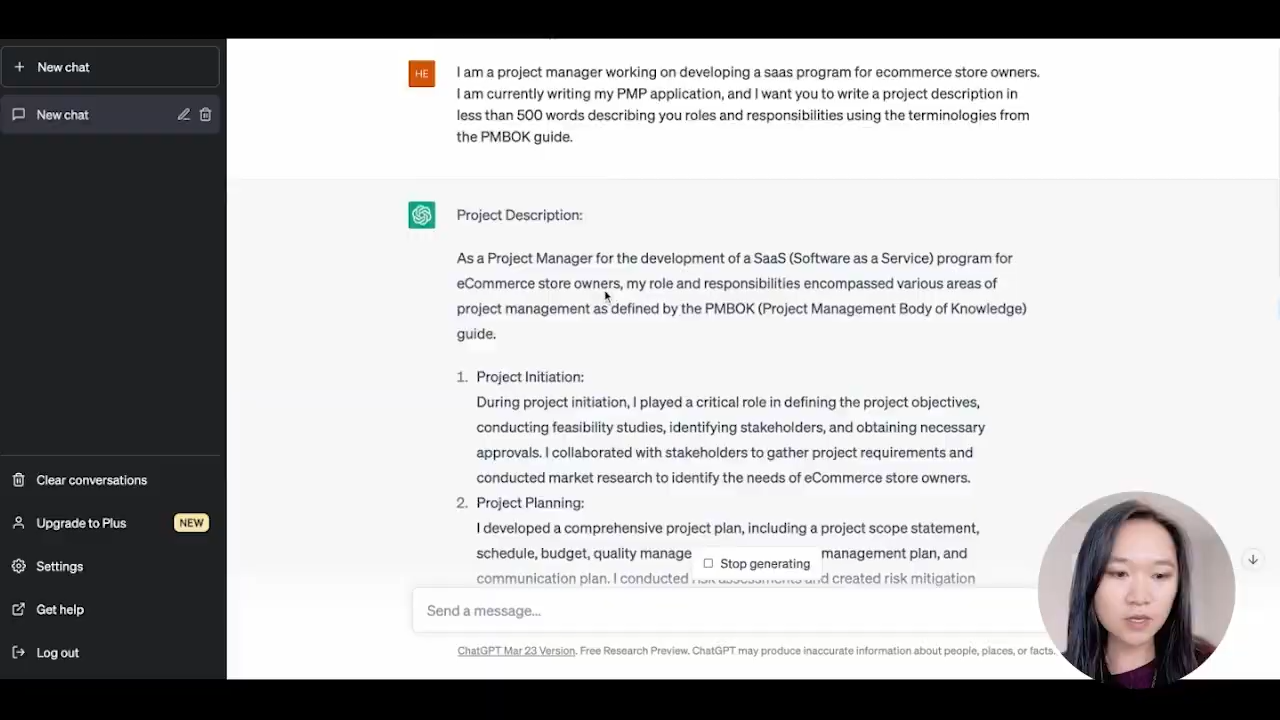 New chat
New chat
Clear conversations
Upgrade to Plus NEW
Settings
Get help
Log out
HE
I am a project manager working on developing a saas program for ecommerce store owners.
I am currently writing my PMP application, and I want you to write a project description in
less than 500 words describing you roles and responsibilities using the terminologies from
the PMBOK guide.
Project Description:
As a Project Manager for the development of a SaaS (Software as a Service) program for
eCommerce store owners, my role and responsibilities encompassed various areas of
project management as defined by the PMBOK (Project Management Body of Knowledge)
guide.
1. Project Initiation:
During project initiation, I played a critical role in defining the project objectives,
conducting feasibility studies, identifying stakeholders, and obtaining necessary
approvals. I collaborated with stakeholders to gather project requirements and
conducted market research to identify the needs of eCommerce store owners.
2. Project Planning:
I developed a comprehensive project plan, including a project scope statement,
schedule, budget, quality manage management plan, and
Stop generating
communication plan. I conducted risk assessments and created risk mitigation
Send a message...
ChatGPT Mar 23 Version. Free Research Preview. ChatGPT may produce inaccurate information about people, places, or facts.